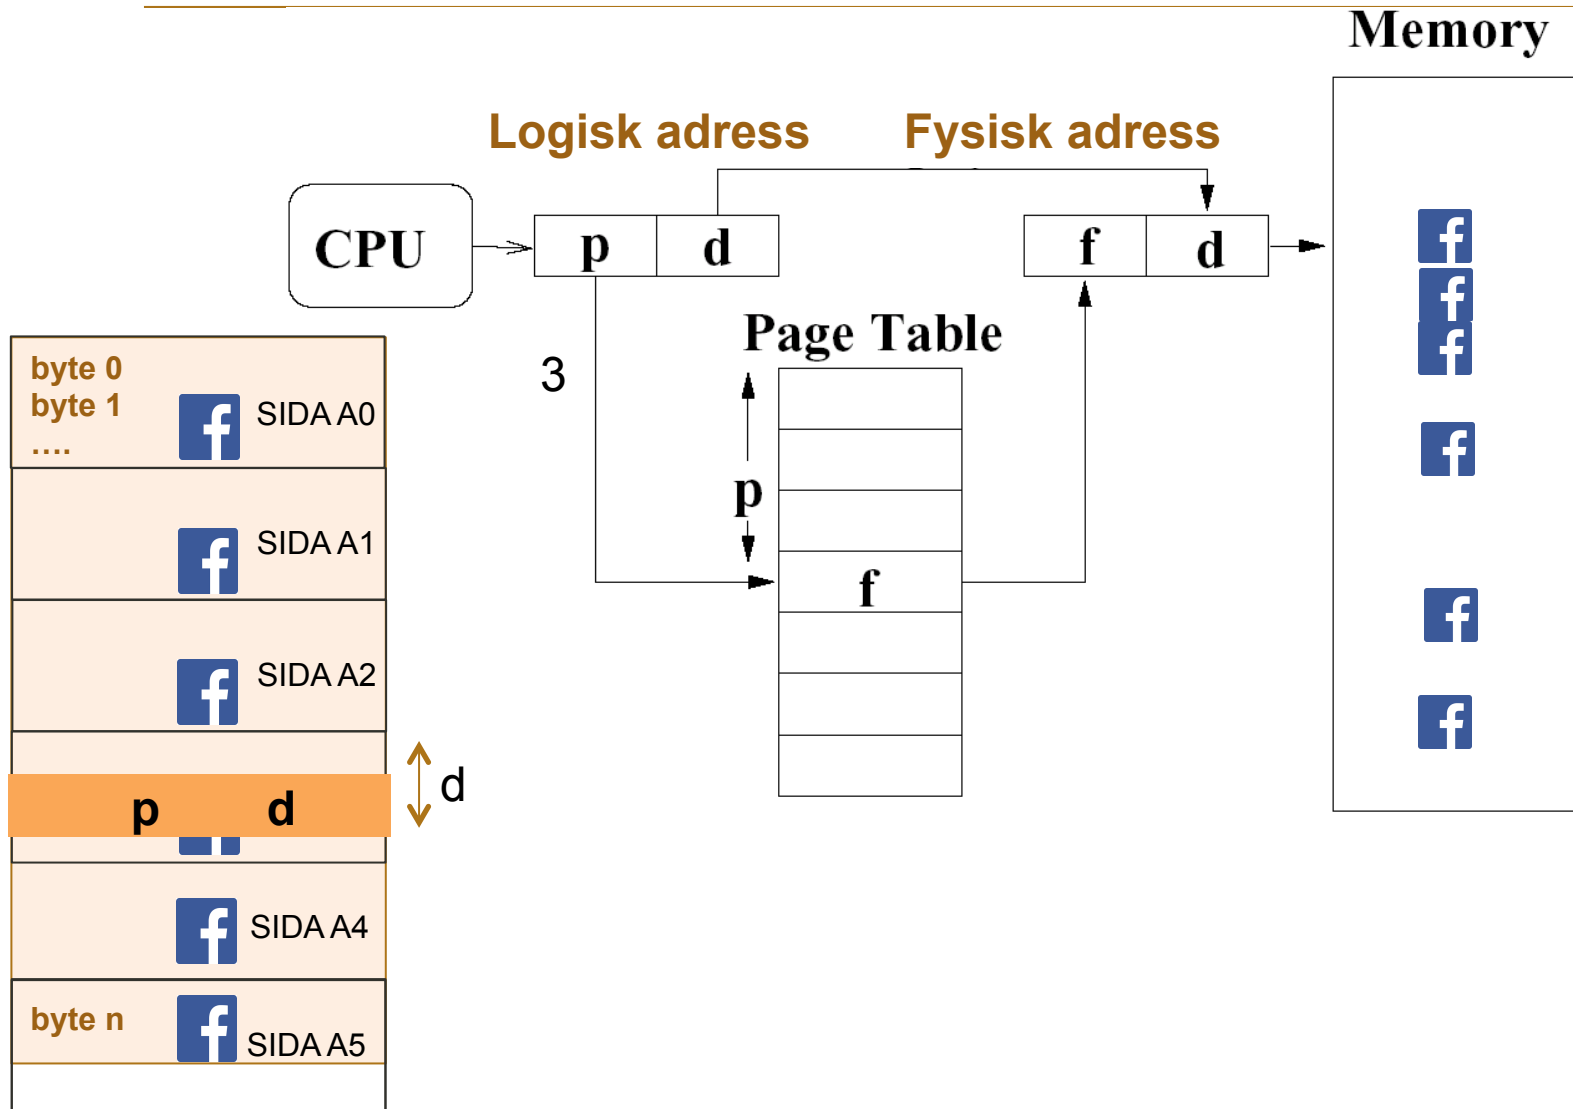 Memory
Logisk adress
Fysisk adress
CPU
p d
f d
Page Table
3
p
f
byte 0
byte 1
....
SIDA A0
SIDA A1
SIDA A2
p d
d
SIDA A4
byte n
SIDA A5